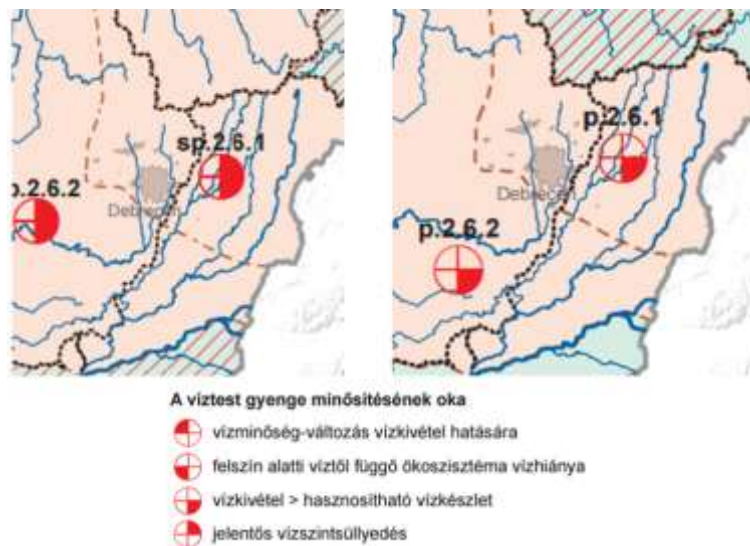 sp.2.6.1
p.2.6.2
Debrecen
p.2.6.1
p.2.6.2
Debrecen
A víztest gyenge minősítésének oka
vízminőség-változás vízkivétel hatására
felszín alatti víztől függő ökoszisztéma vízhiánya
vízkivétel > hasznosítható vízkészlet
jelentős vízszintsüllyedés